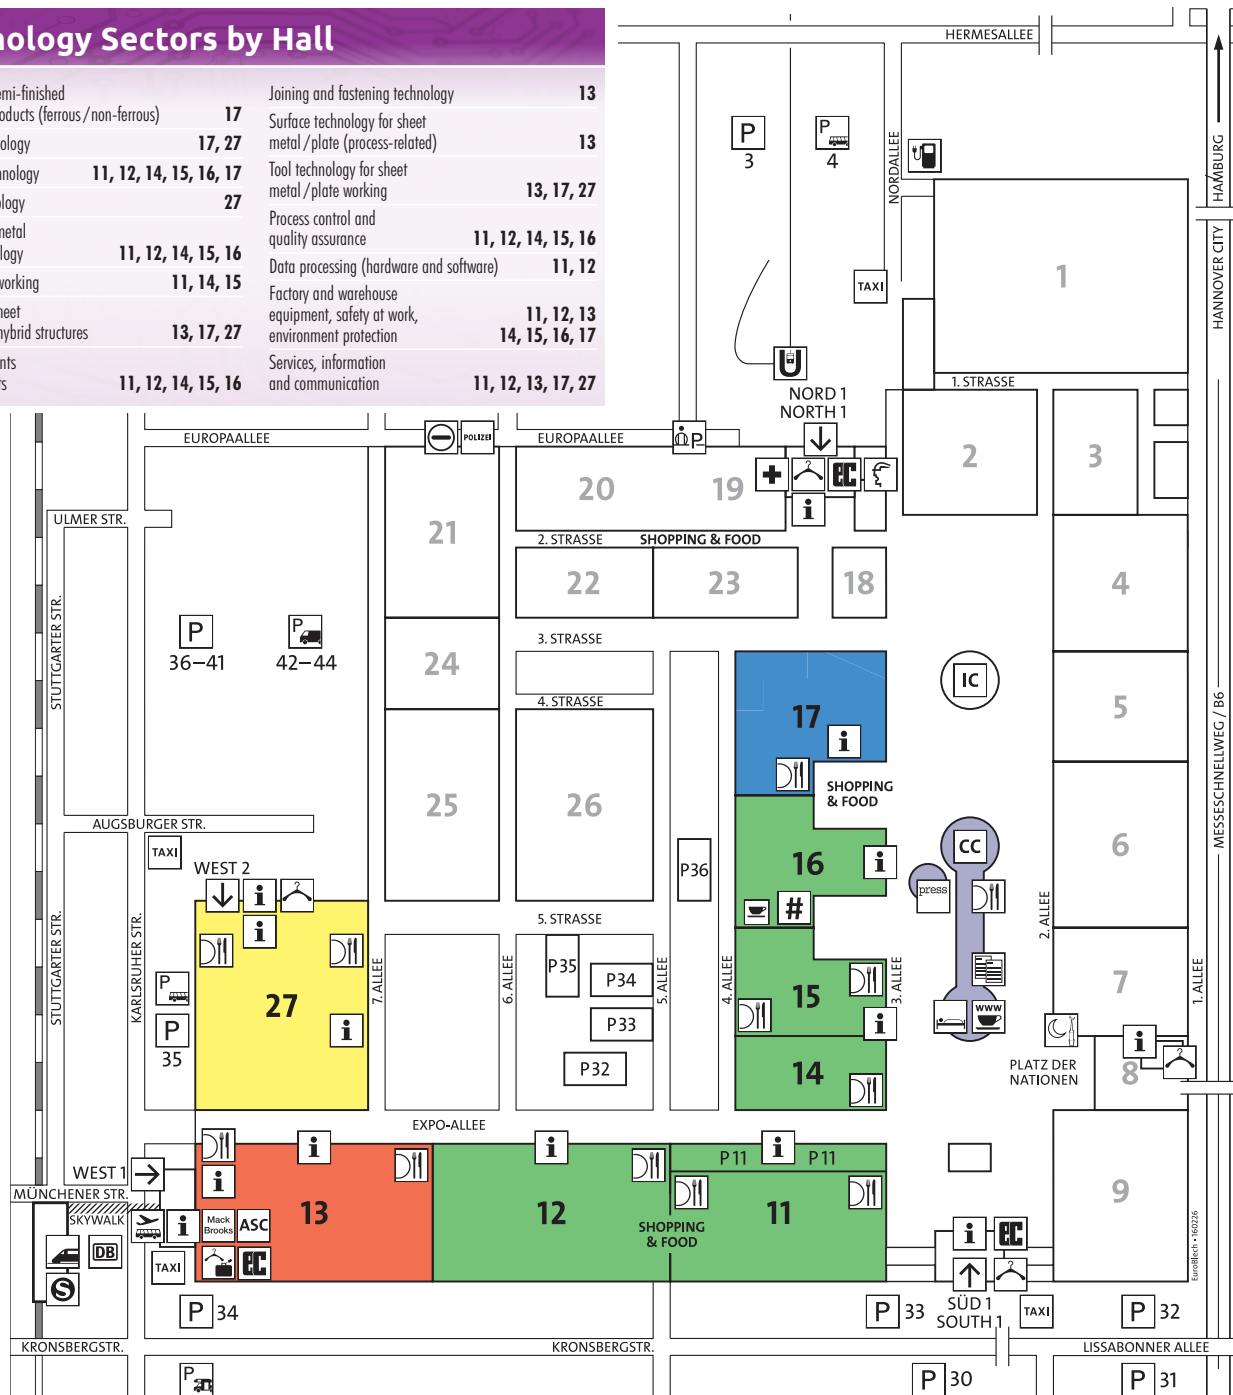 nology Sectors by Hall
emi-finished
oducts (ferrous/non-ferrous) 17
ology 17, 27
hnology 11, 12, 14, 15, 16, 17
ology 27
metal
logy 11, 12, 14, 15, 16
working 11, 14, 15
heet
hybrid structures 13, 17, 27
nts
ts 11, 12, 14, 15, 16
Joining and fastening technology 13
Surface technology for sheet
metal/plate (process-related) 13
Tool technology for sheet
metal/plate working 13, 17, 27
Process control and
quality assurance 11, 12, 14, 15, 16
Data processing (hardware and software) 11, 12
Factory and warehouse
equipment, safety at work, 11, 12, 13
environment protection 14, 15, 16, 17
Services, information
and communication 11, 12, 13, 17, 27
HERMESALLEE
HAMBURG
HANNOVER CITY
MESSESCHNELLWEG / B6
NORDALLEE
P
3
P
4
TAXI
1
U
1. STRASSE
NORD 1
NORTH 1
EUROPAALLEE
POLIZEI
EUROPAALLEE
P
2
3
20
19
EC
i
21
ULMER STR.
2. STRASSE
SHOPPING & FOOD
22
23
18
4
STUTTGARTER STR.
P
36–41
P
42–44
3. STRASSE
24
IC
4. STRASSE
17
i
5
25
26
SHOPPING
& FOOD
AUGSBURGER STR.
TAXI
WEST 2
i
i
P36
16
i
#
CC
press
6
5. STRASSE
2. ALLEE
STUTTGARTER STR.
KARLSRUHER STR.
7. ALLEE
6. ALLEE
5. ALLEE
4. ALLEE
3. ALLEE
1. ALLEE
P35
P34
P33
P32
P
P
35
27
i
15
i
www
7
14
PLATZ DER
NATIONEN
i
8
EXPO-ALLEE
WEST 1
MÜNCHENER STR.
SKYWALK
DB
S
i
i
i
Mack
Brooks
ASC
EC
TAXI
13
i
12
SHOPPING
& FOOD
P 11
i
P 11
11
9
EuroBlech • 160226
i
EC
SÜD 1
SOUTH 1
TAXI
P 34
P 33
P 32
KRONSBERGSTR.
KRONSBERGSTR.
LISSABONNER ALLEE
P
P 30
P 31